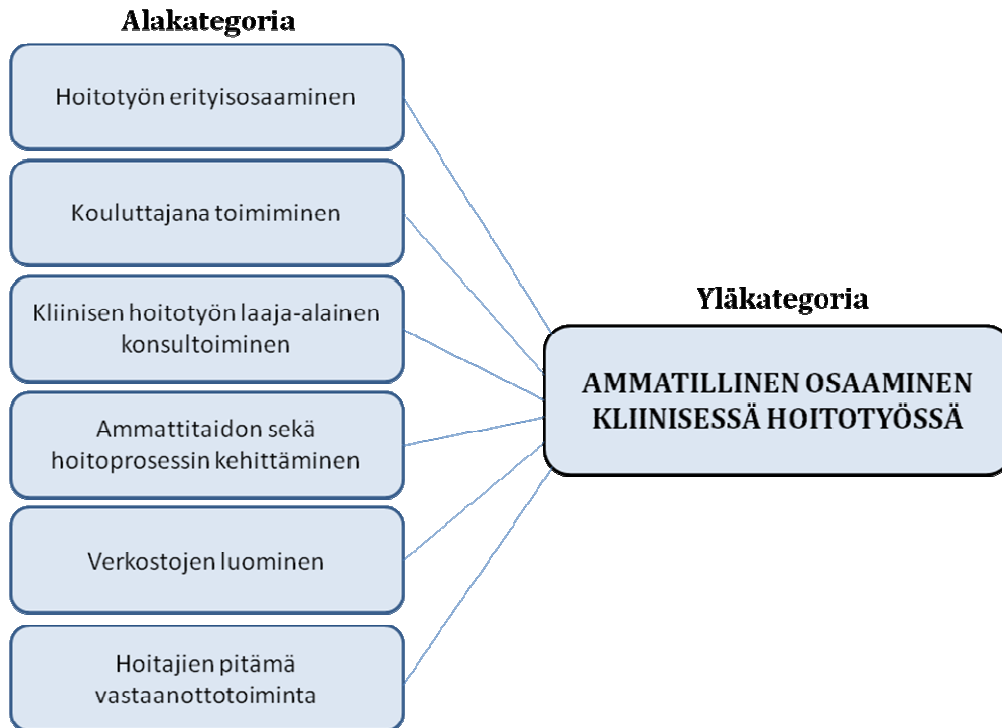 Alakategoria
Hoitotyön erityisosaaminen
Kouluttajana toimiminen
Kliinisen hoitotyön laaja-alainen
konsultoiminen
Ammattitaidon sekä
hoitoprosessin kehittäminen
Verkostojen luominen
Hoitajien pitämä
vastaanottotoiminta
Yläkategoria
AMMATILLINEN OSAAMINEN
KLIINISESSÄ HOITOTYÖSSÄ